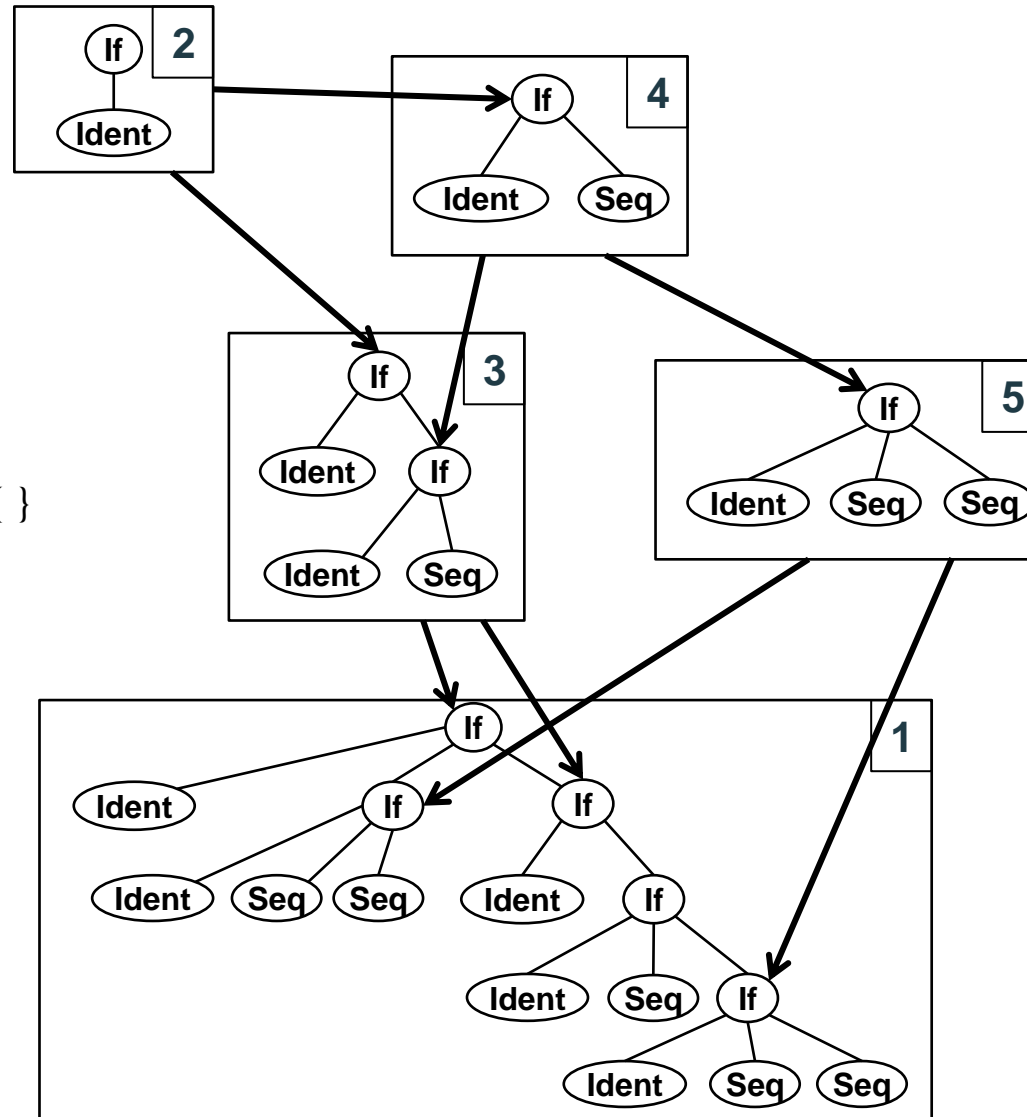 If
2
Ident
If
4
Ident Seq
If
3
Ident If
Ident Seq
If
5
Ident Seq Seq
{ }
If
1
Ident If If
Ident Seq Seq Ident If
Ident Seq If
Ident Seq Seq